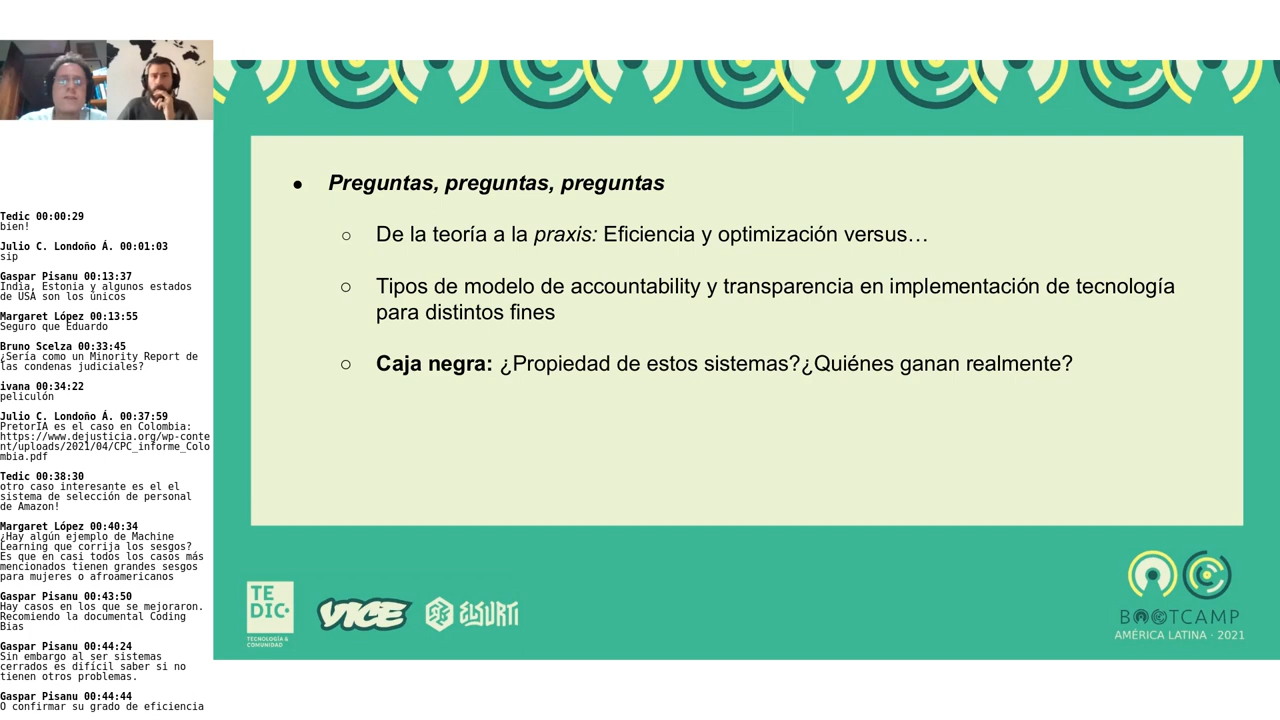 Tedic 00:00:29
bien!
Julio C. Londoño Á. 00:01:03
sip
Gaspar Pisanu 00:13:37
India, Estonia y algunos estados
de USA son los únicos
Margaret López 00:13:55
Seguro que Eduardo
Bruno Scelza 00:33:45
¿Sería como un Minority Report de
las condenas judiciales?
ivana 00:34:22
peliculón
Julio C. Londoño Á. 00:37:59
PretorIA es el caso en Colombia:
https://www.dejusticia.org/wp-conte
nt/uploads/2021/04/CPC_informe_Colo
mbia.pdf
Tedic 00:38:30
otro caso interesante es el el
sistema de selección de personal
de Amazon!
Margaret López 00:40:34
¿Hay algún ejemplo de Machine
Learning que corrija los sesgos?
Es que en casi todos los casos más
mencionados tienen grandes sesgos
para mujeres o afroamericanos
Gaspar Pisanu 00:43:50
Hay casos en los que se mejoraron.
Recomiendo la documental Coding
Bias
Gaspar Pisanu 00:44:24
Sin embargo al ser sistemas
cerrados es difícil saber si no
tienen otros problemas.
Gaspar Pisanu 00:44:44
O confirmar su grado de eficiencia
● Preguntas, preguntas, preguntas
○ De la teoría a la praxis: Eficiencia y optimización versus…
○ Tipos de modelo de accountability y transparencia en implementación de tecnología
para distintos fines
○ Caja negra: ¿Propiedad de estos sistemas?¿Quiénes ganan realmente?
TE
DIC
TECNOLOGÍA &
COMUNIDAD
VICE
ELSURTI
BOOTCAMP
AMÉRICA LATINA · 2021